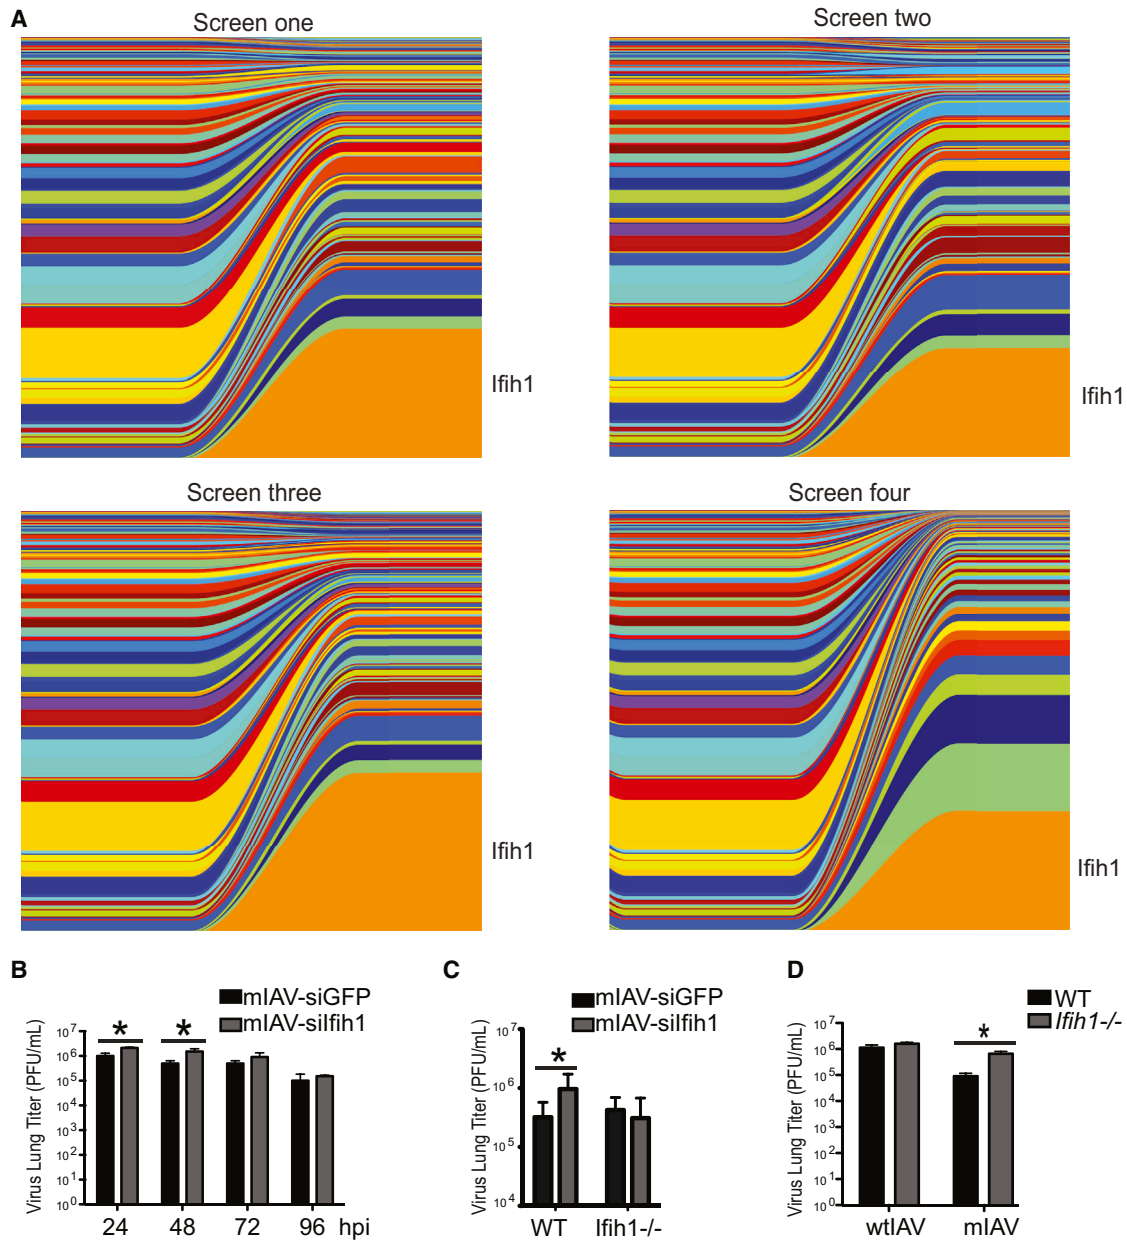 A
Screen one
Screen two
Ifih1
Ifih1
Screen three
Screen four
Ifih1
Ifih1
B
mIAV-siGFP
mIAV-siIfih1
Virus Lung Titer (PFU/mL)
10^7
10^6
10^5
10^4
10^3
10^2
10^1
10^0
*
*
24 48 72 96 hpi
C
mIAV-siGFP
mIAV-siIfih1
Virus Lung Titer (PFU/mL)
10^7
10^6
10^5
10^4
*
WT Ifih1-/-
D
WT
Ifih1-/-
Virus Lung Titer (PFU/mL)
10^7
10^6
10^5
10^4
10^3
10^2
10^1
10^0
*
wtIAV mIAV